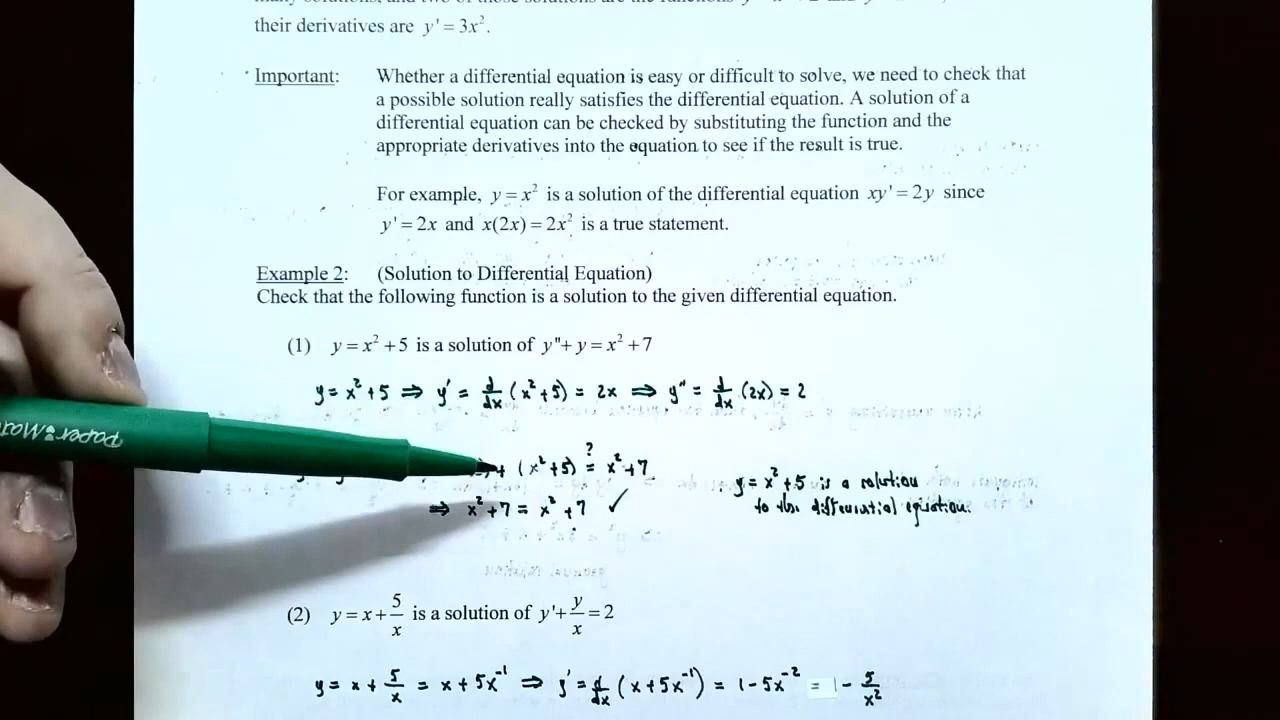 their derivatives are y' = 3x².
Important: Whether a differential equation is easy or difficult to solve, we need to check that
a possible solution really satisfies the differential equation. A solution of a
differential equation can be checked by substituting the function and the
appropriate derivatives into the equation to see if the result is true.
For example, y = x² is a solution of the differential equation xy' = 2y since
y' = 2x and x(2x) = 2x² is a true statement.
Example 2: (Solution to Differential Equation)
Check that the following function is a solution to the given differential equation.
(1) y = x² + 5 is a solution of y'' + y = x² + 7
y = x² + 5 ⇒ y' = d/dx (x² + 5) = 2x ⇒ y'' = d/dx (2x) = 2
+ (x² + 5) ?= x² + 7
⇒ x² + 7 = x² + 7 ✓
y = x² + 5 is a solution
to the differential equation.
(2) y = x + 5/x is a solution of y' + y/x = 2
y = x + 5/x = x + 5x⁻¹ ⇒ y' = d/dx (x + 5x⁻¹) = 1 - 5x⁻² = 1 - 5/x²
Paper Mate